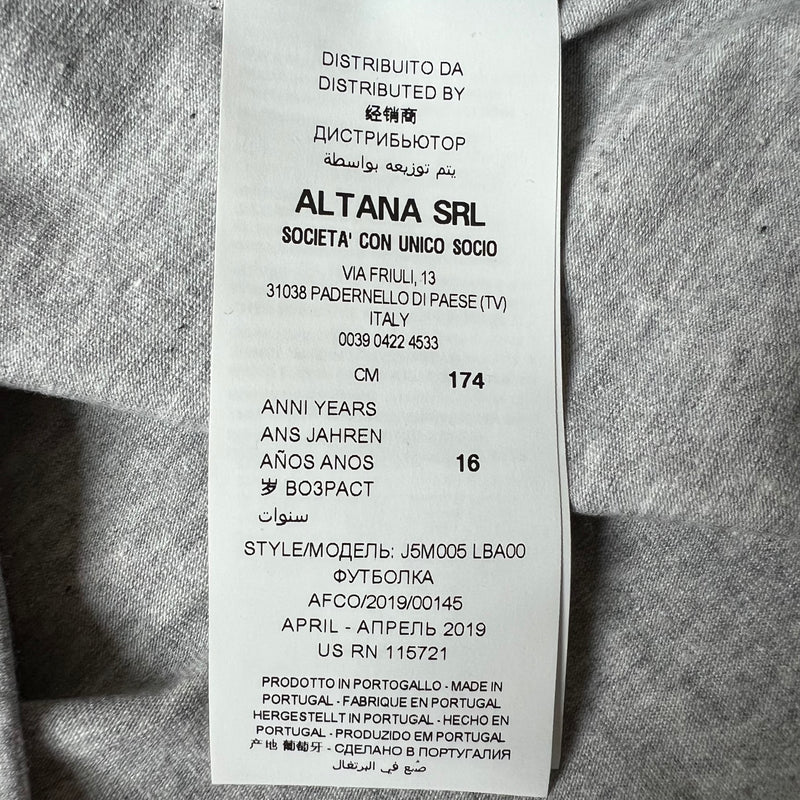 DISTRIBUITO DA
DISTRIBUTED BY
经销商
ДИСТРИБЬЮТОР
يتم توزيعه بواسطة
ALTANA SRL
SOCIETA' CON UNICO SOCIO
VIA FRIULI, 13
31038 PADERNELLO DI PAESE (TV)
ITALY
0039 0422 4533
CM 174
ANNI YEARS
ANS JAHREN
AÑOS ANOS 16
岁 ВОЗРАСТ
سنوات
STYLE/МОДЕЛЬ: J5M005 LBA00
ФУТБОЛКА
AFCO/2019/00145
APRIL - АПРЕЛЬ 2019
US RN 115721
PRODOTTO IN PORTOGALLO - MADE IN
PORTUGAL - FABRIQUE EN PORTUGAL
HERGESTELLT IN PORTUGAL - HECHO EN
PORTUGAL - PRODUZIDO EM PORTUGAL
产地 葡萄牙 - СДЕЛАНО В ПОРТУГАЛИЯ
صُنع في البرتغال